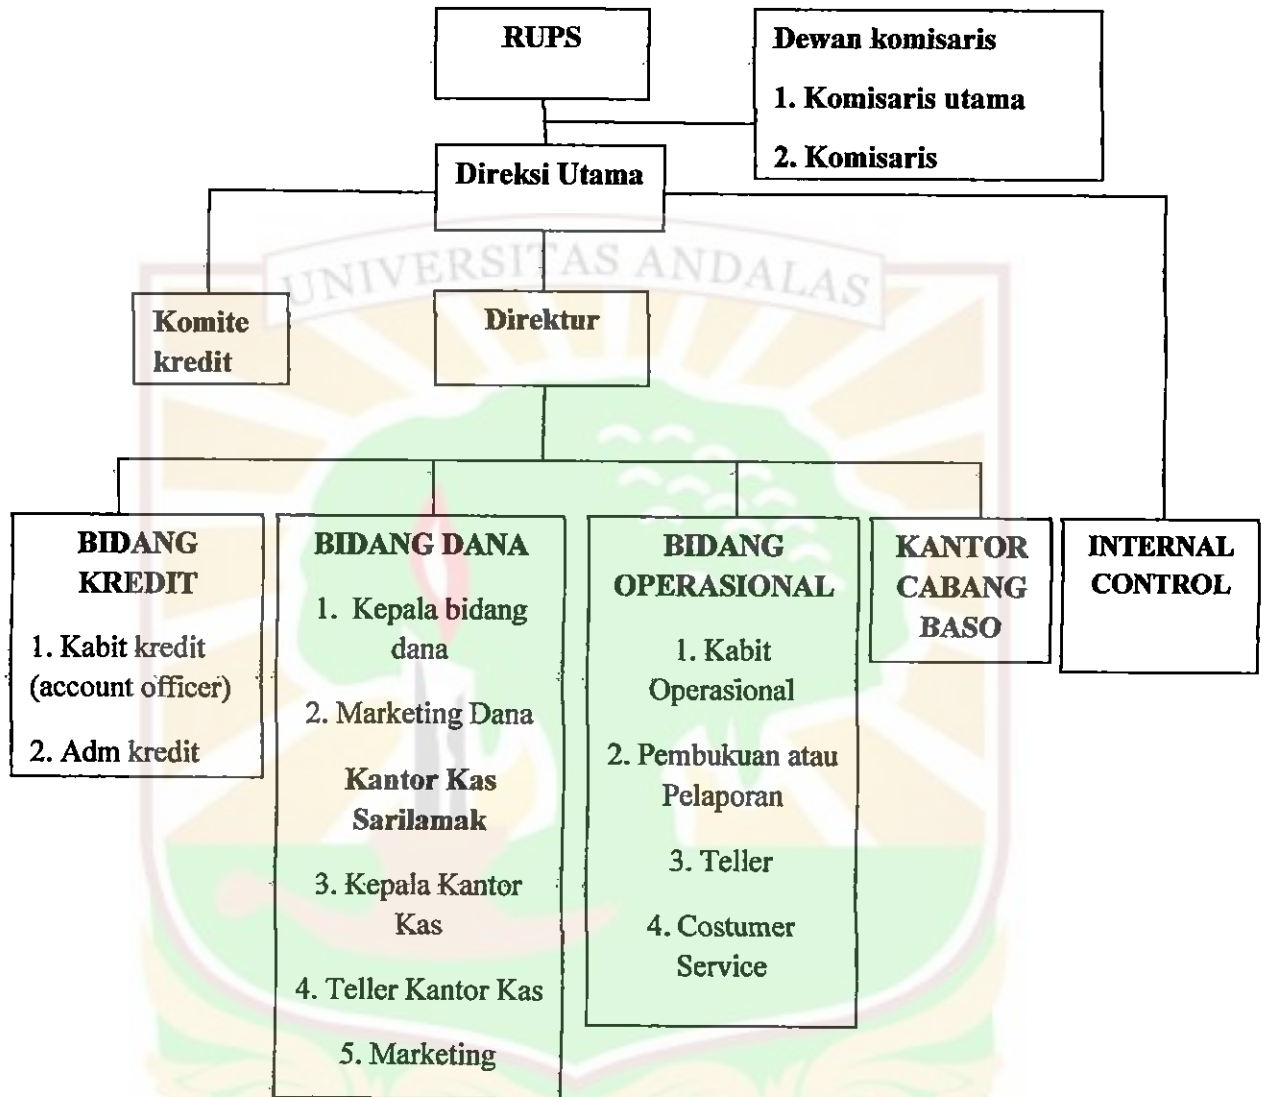 RUPS
Dewan komisaris
1. Komisaris utama
2. Komisaris
Direksi Utama
UNIVERSITAS ANDALAS
Komite
kredit
Direktur
BIDANG
KREDIT
1. Kabit kredit
(account officer)
2. Adm kredit
BIDANG DANA
1. Kepala bidang
dana
2. Marketing Dana
Kantor Kas
Sarilamak
3. Kepala Kantor
Kas
4. Teller Kantor Kas
5. Marketing
BIDANG
OPERASIONAL
1. Kabit
Operasional
2. Pembukuan atau
Pelaporan
3. Teller
4. Costumer
Service
KANTOR
CABANG
BASO
INTERNAL
CONTROL